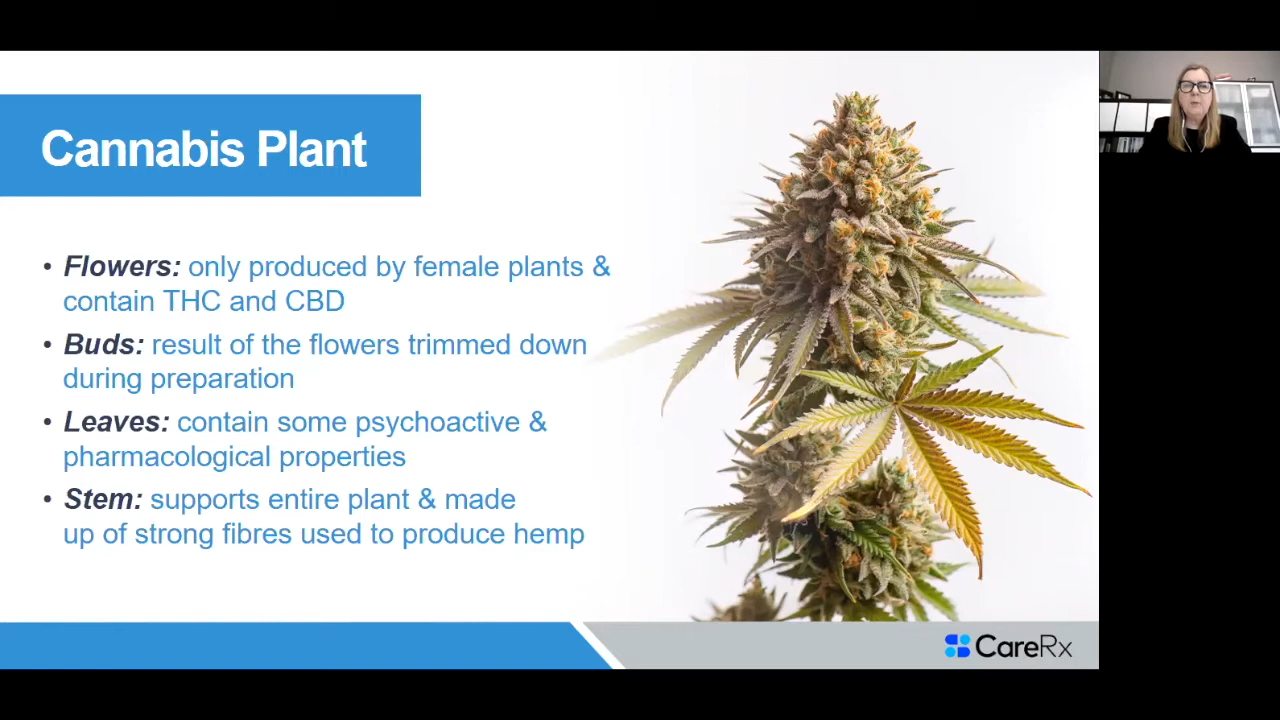 Cannabis Plant
• Flowers: only produced by female plants &
contain THC and CBD
• Buds: result of the flowers trimmed down
during preparation
• Leaves: contain some psychoactive &
pharmacological properties
• Stem: supports entire plant & made
up of strong fibres used to produce hemp
CareRx